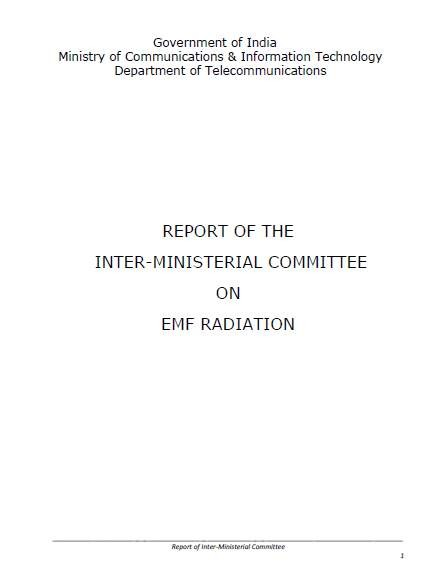 Government of India
Ministry of Communications & Information Technology
Department of Telecommunications
REPORT OF THE
INTER-MINISTERIAL COMMITTEE
ON
EMF RADIATION
Report of Inter-Ministerial Committee
1